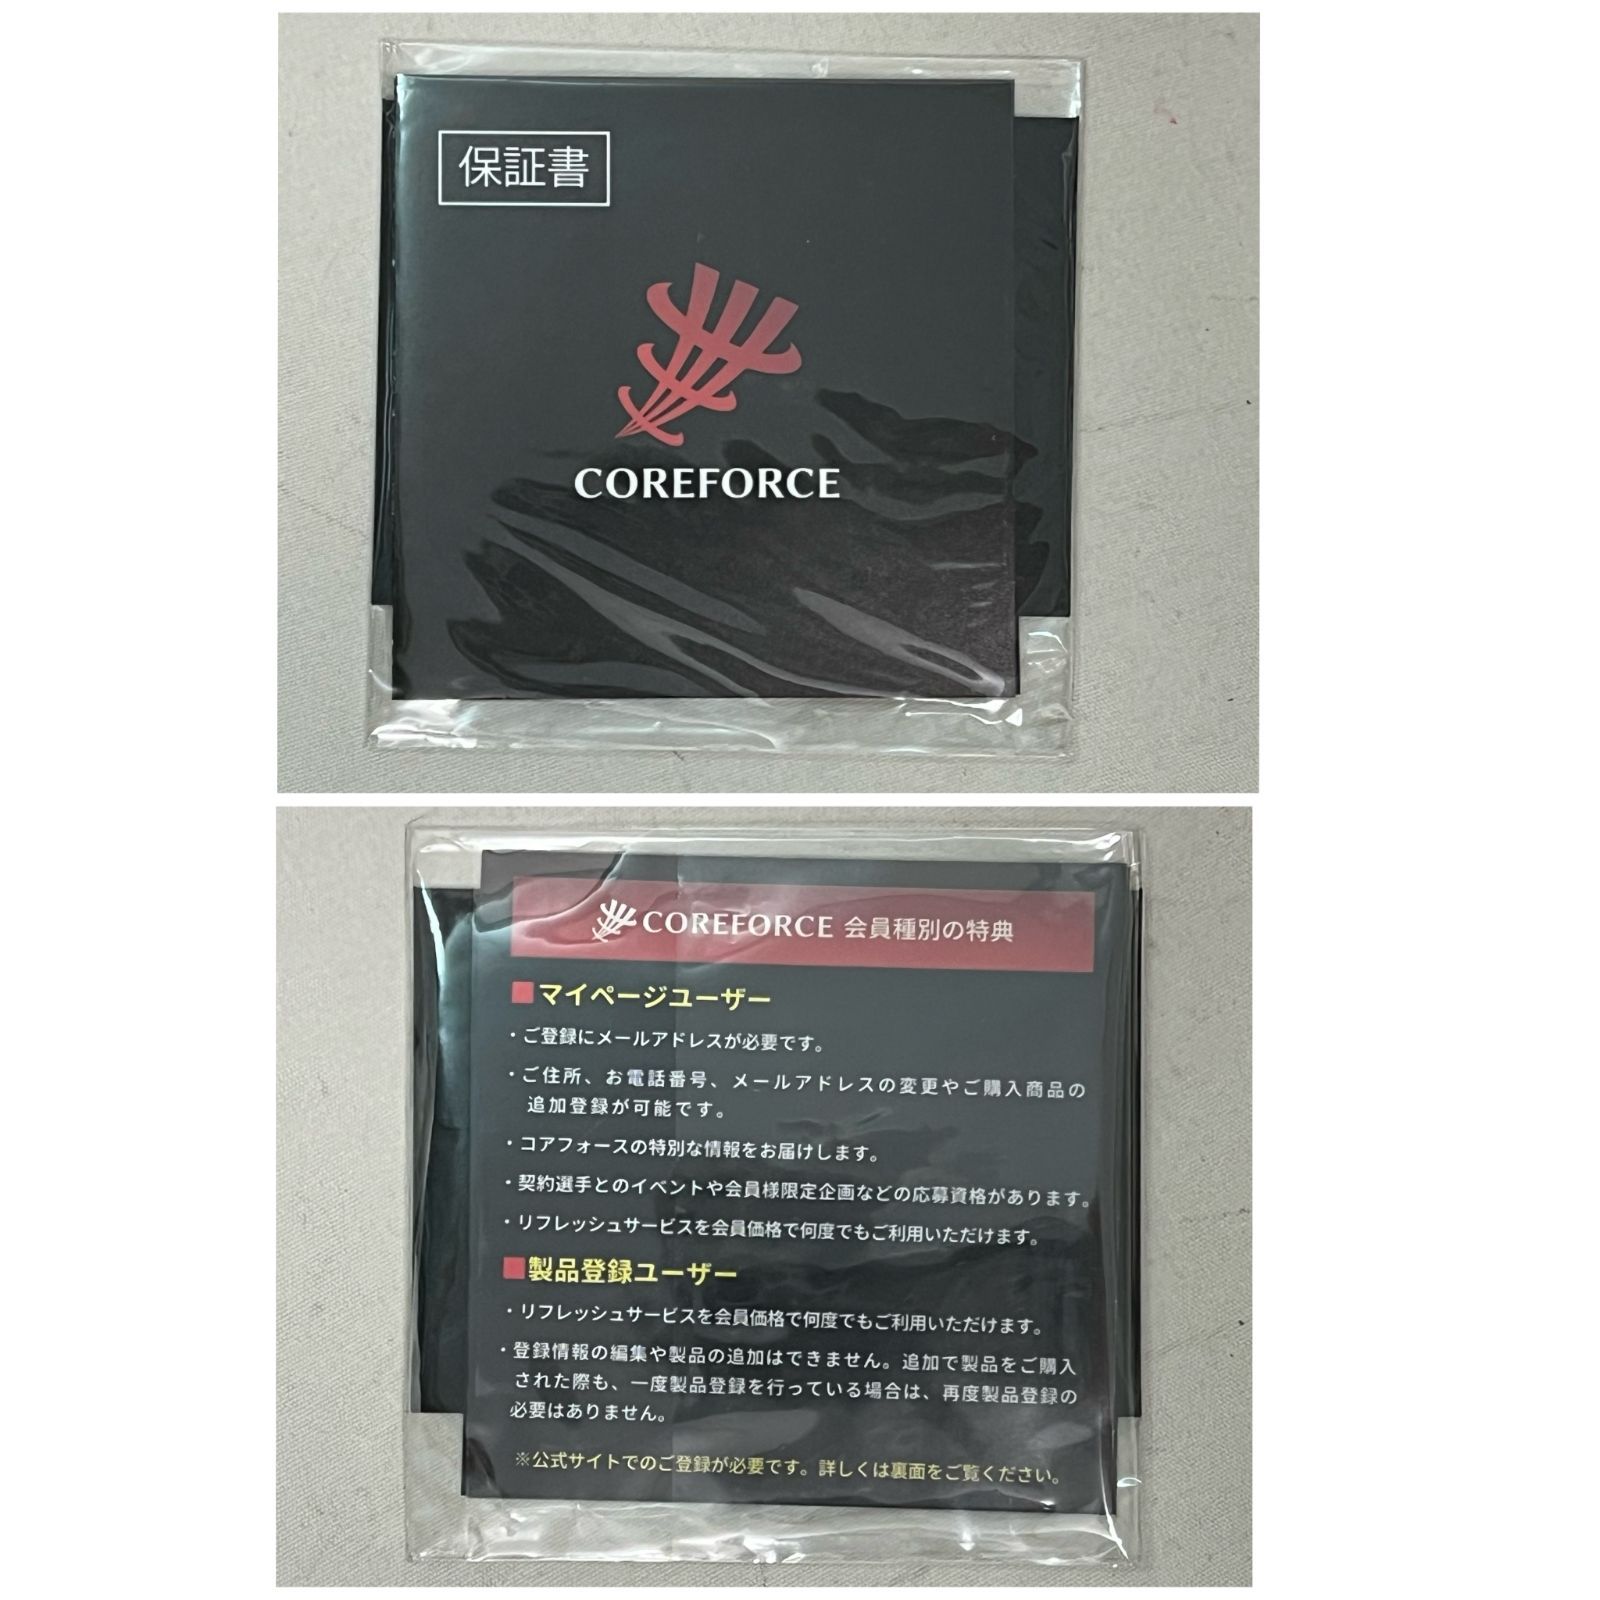 保証書
COREFORCE
COREFORCE 会員種別の特典
■マイページユーザー
・ご登録にメールアドレスが必要です。
・ご住所、お電話番号、メールアドレスの変更やご購入商品の
追加登録が可能です。
・コアフォースの特別な情報をお届けします。
・契約選手とのイベントや会員様限定企画などの応募資格があります。
・リフレッシュサービスを会員価格で何度でもご利用いただけます。
■製品登録ユーザー
・リフレッシュサービスを会員価格で何度でもご利用いただけます。
・登録情報の編集や製品の追加はできません。追加で製品をご購入
された際も、一度製品登録を行っている場合は、再度製品登録の
必要はありません。
※公式サイトでのご登録が必要です。詳しくは裏面をご覧ください。